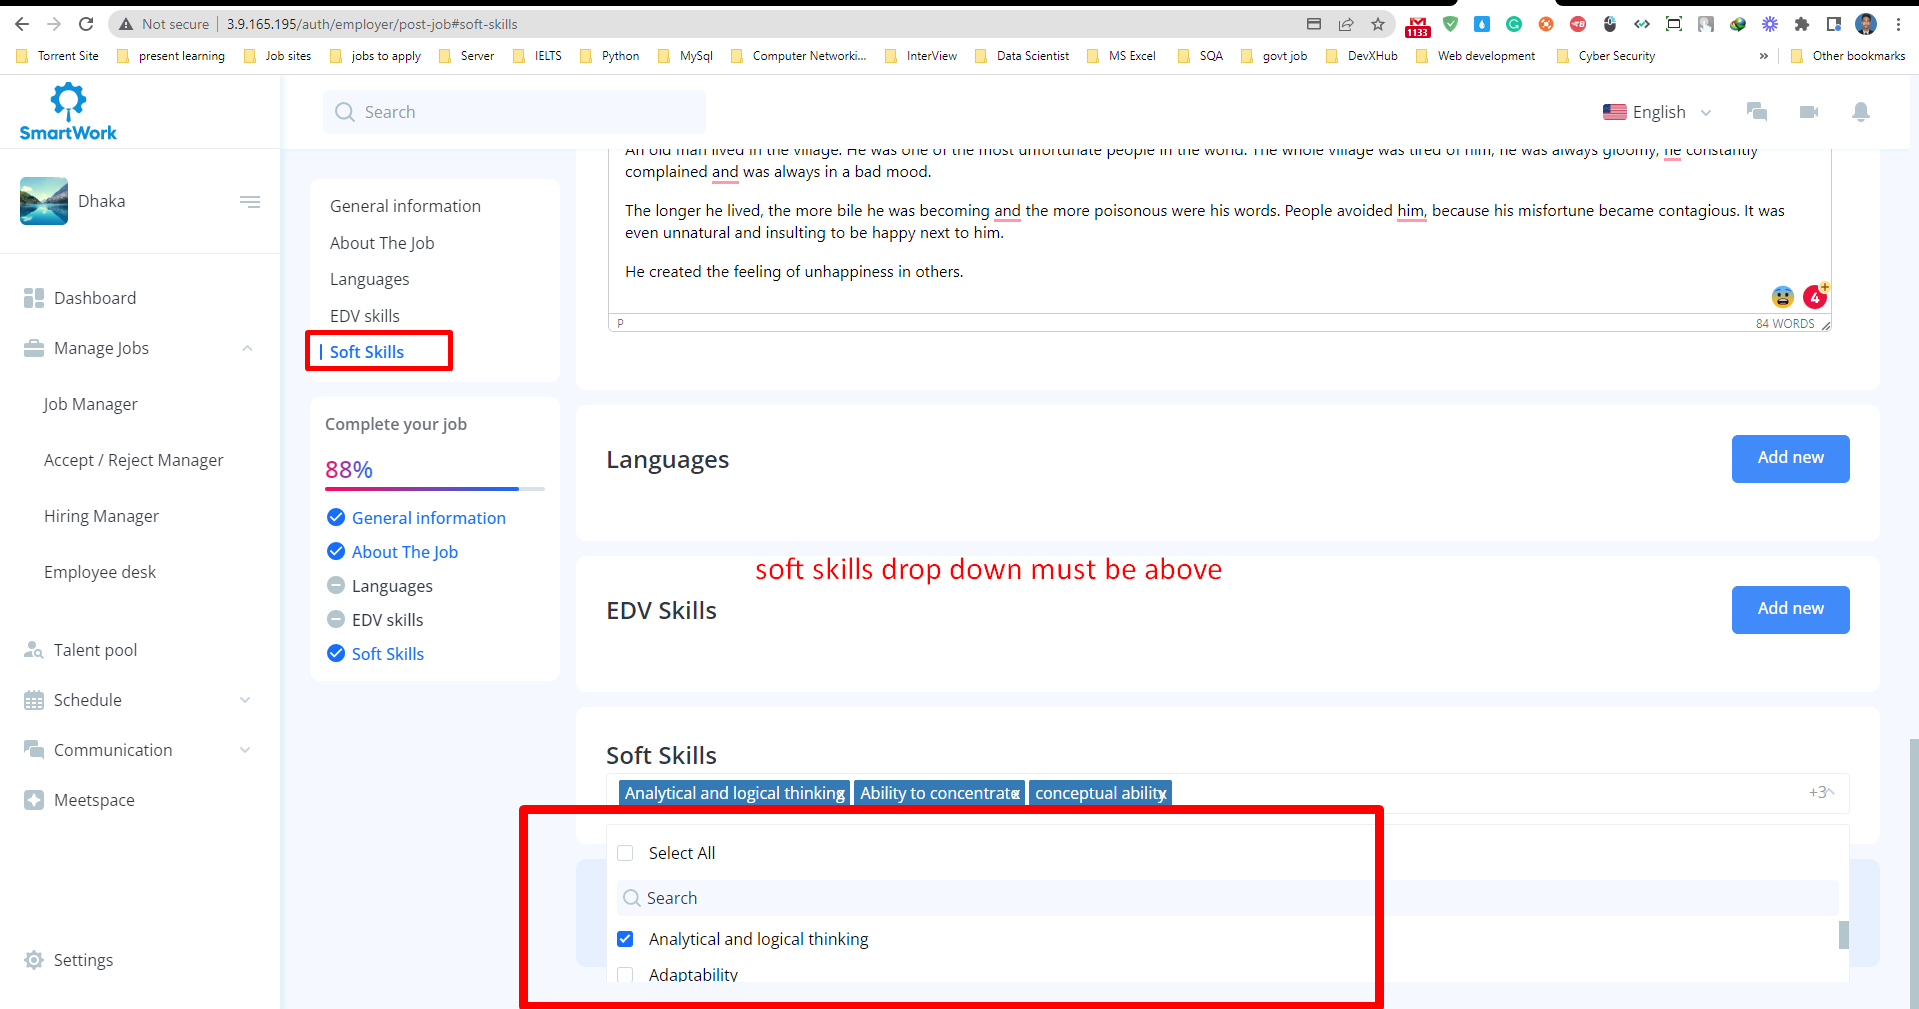 Not secure | 3.9.165.195/auth/employer/post-job#soft-skills
1133
Torrent Site present learning Job sites jobs to apply Server IELTS Python MySql Computer Networki... InterView Data Scientist MS Excel SQA govt job DevXHub Web development Cyber Security » Other bookmarks
SmartWork
Search
English
Dhaka
Dashboard
Manage Jobs
Job Manager
Accept / Reject Manager
Hiring Manager
Employee desk
Talent pool
Schedule
Communication
Meetspace
Settings
General information
About The Job
Languages
EDV skills
Soft Skills
Complete your job
88%
General information
About The Job
Languages
EDV skills
Soft Skills
An old man lived in the village. He was one of the most unfortunate people in the world. The whole village was tired of him; he was always gloomy, he constantly
complained and was always in a bad mood.
The longer he lived, the more bile he was becoming and the more poisonous were his words. People avoided him, because his misfortune became contagious. It was
even unnatural and insulting to be happy next to him.
He created the feeling of unhappiness in others.
4
P 84 WORDS
Languages
Add new
soft skills drop down must be above
EDV Skills
Add new
Soft Skills
Analytical and logical thinking x Ability to concentrate x conceptual ability x +3
Select All
Search
Analytical and logical thinking
Adaptability